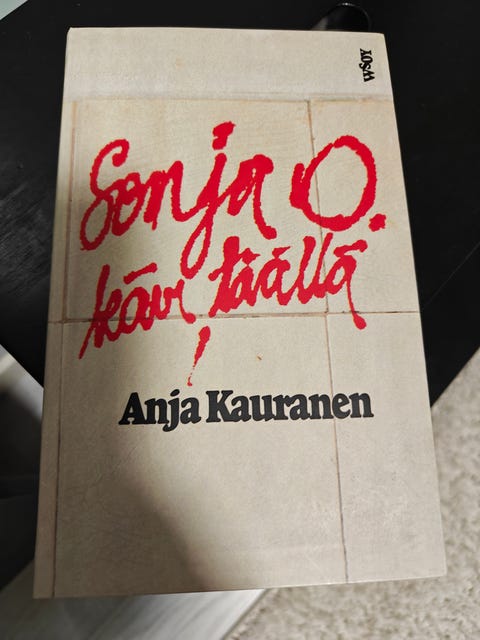 WSOY
Sonja O.
kävi täällä
Anja Kauranen